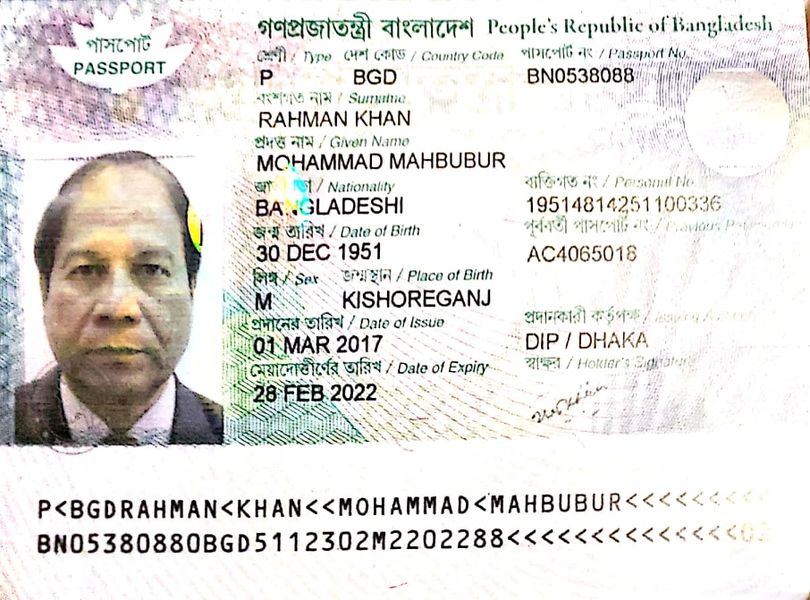 পাসপোর্ট
PASSPORT
গণপ্রজাতন্ত্রী বাংলাদেশ People's Republic of Bangladesh
শ্রেণী / Type দেশ কোড / Country Code পাসপোর্ট নং / Passport No.
P BGD BN0538088
বংশগত নাম / Surname
RAHMAN KHAN
প্রদত্ত নাম / Given Name
MOHAMMAD MAHBUBUR
/ Nationality ব্যক্তিগত নং / Personal No.
BANGLADESHI 19514814251100336
জন্ম তারিখ / Date of Birth পূর্ববর্তী পাসপোর্ট নং / Previous
30 DEC 1951 AC4065018
লিঙ্গ / Sex জন্মস্থান / Place of Birth
M KISHOREGANJ
প্রদানের তারিখ / Date of Issue প্রদানকারী কর্তৃপক্ষ / Issuing
01 MAR 2017 DIP / DHAKA
মেয়াদোত্তীর্ণের তারিখ / Date of Expiry স্বাক্ষর / Holder's Signature
28 FEB 2022
P<BGDRAHMAN<KHAN<<MOHAMMAD<MAHBUBUR<<<<<<<<<
BN05380880BGD5112302M2202288<<<<<<<<<<<<<<